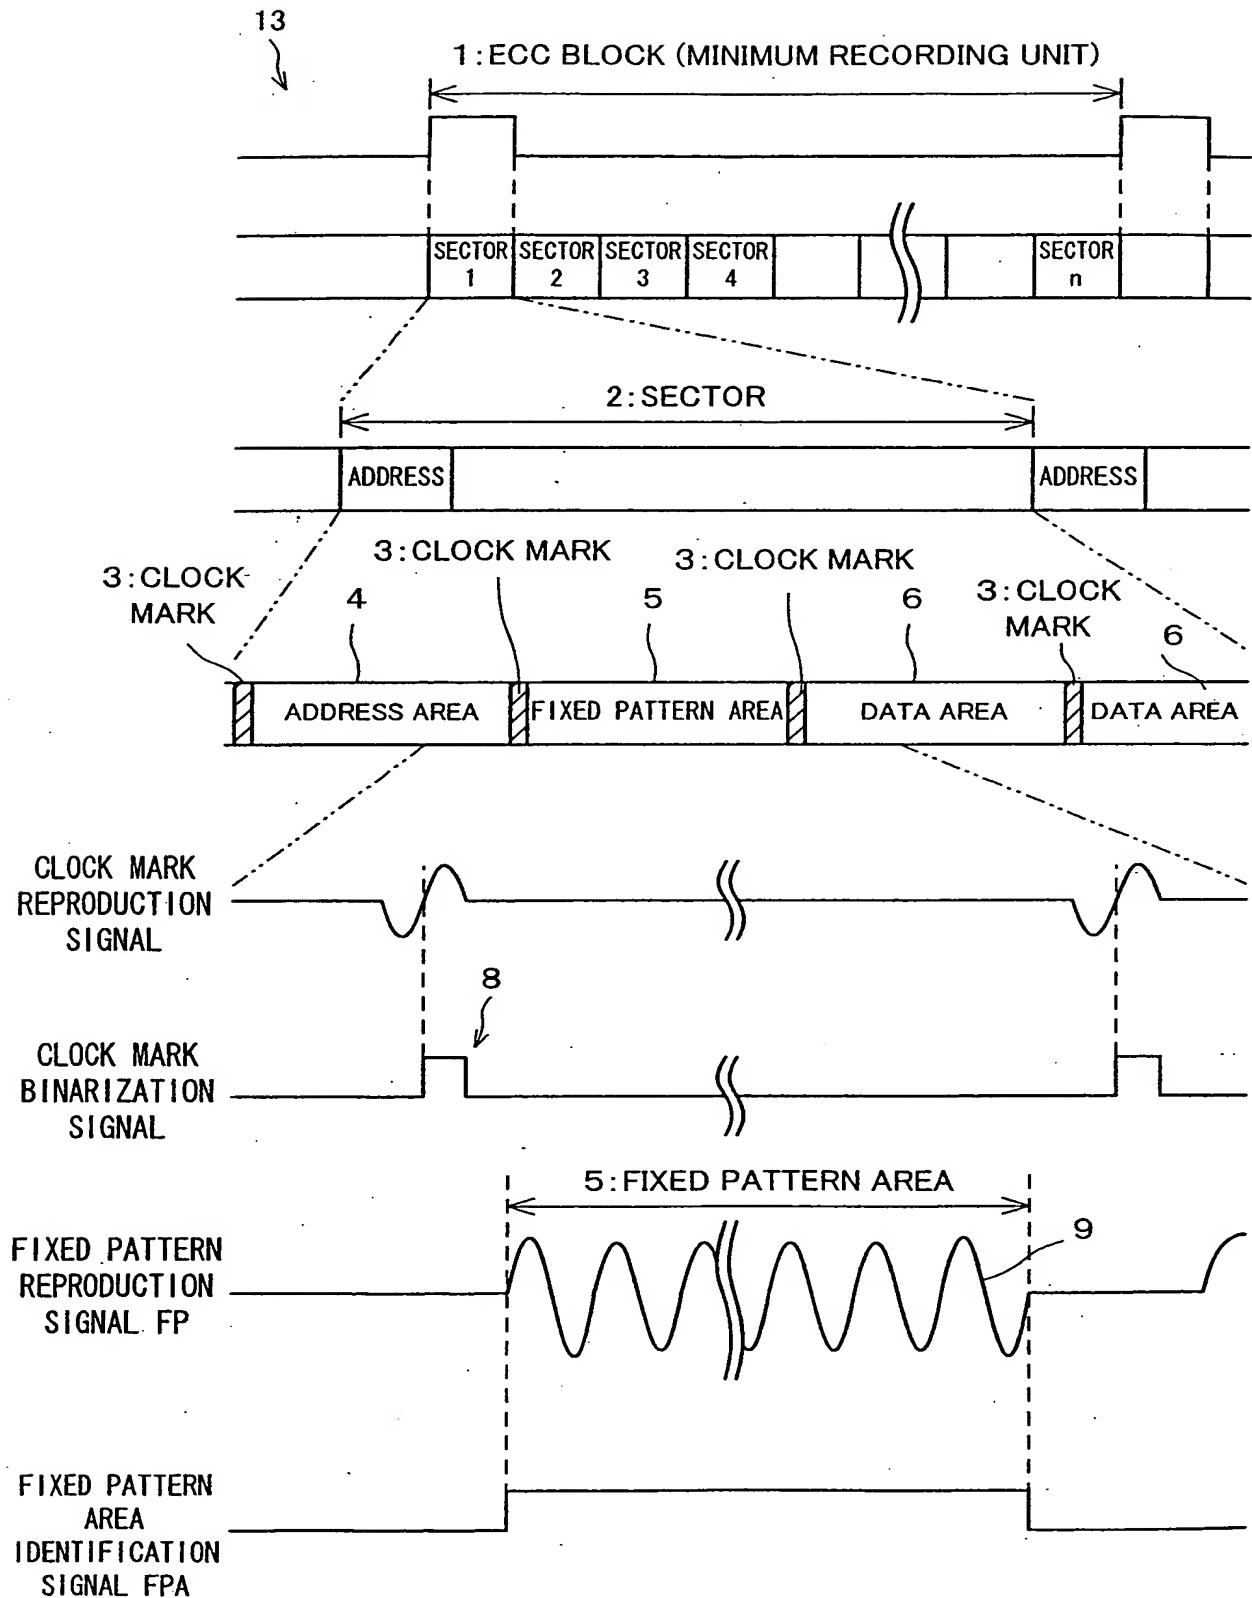 13
1:ECC BLOCK (MINIMUM RECORDING UNIT)
SECTOR 1
SECTOR 2
SECTOR 3
SECTOR 4
SECTOR n
2:SECTOR
ADDRESS
ADDRESS
3:CLOCK MARK
4
3:CLOCK MARK
5
3:CLOCK MARK
6
3:CLOCK MARK
6
ADDRESS AREA
FIXED PATTERN AREA
DATA AREA
DATA AREA
CLOCK MARK
REPRODUCTION
SIGNAL
8
CLOCK MARK
BINARIZATION
SIGNAL
5:FIXED PATTERN AREA
9
FIXED PATTERN
REPRODUCTION
SIGNAL FP
FIXED PATTERN
AREA
IDENTIFICATION
SIGNAL FPA